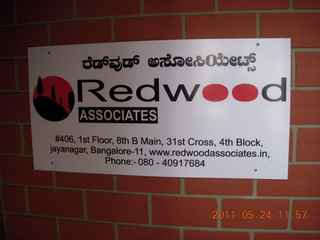 ರೆಡ್‌ವುಡ್ ಅಸೋಸಿಯೇಟ್ಸ್
Redwood
ASSOCIATES
#406, 1st Floor, 8th B Main, 31st Cross, 4th Block,
jayanagar, Bangalore-11, www.redwoodassociates.in,
Phone:- 080 - 40917684
2011.05.24 11:57